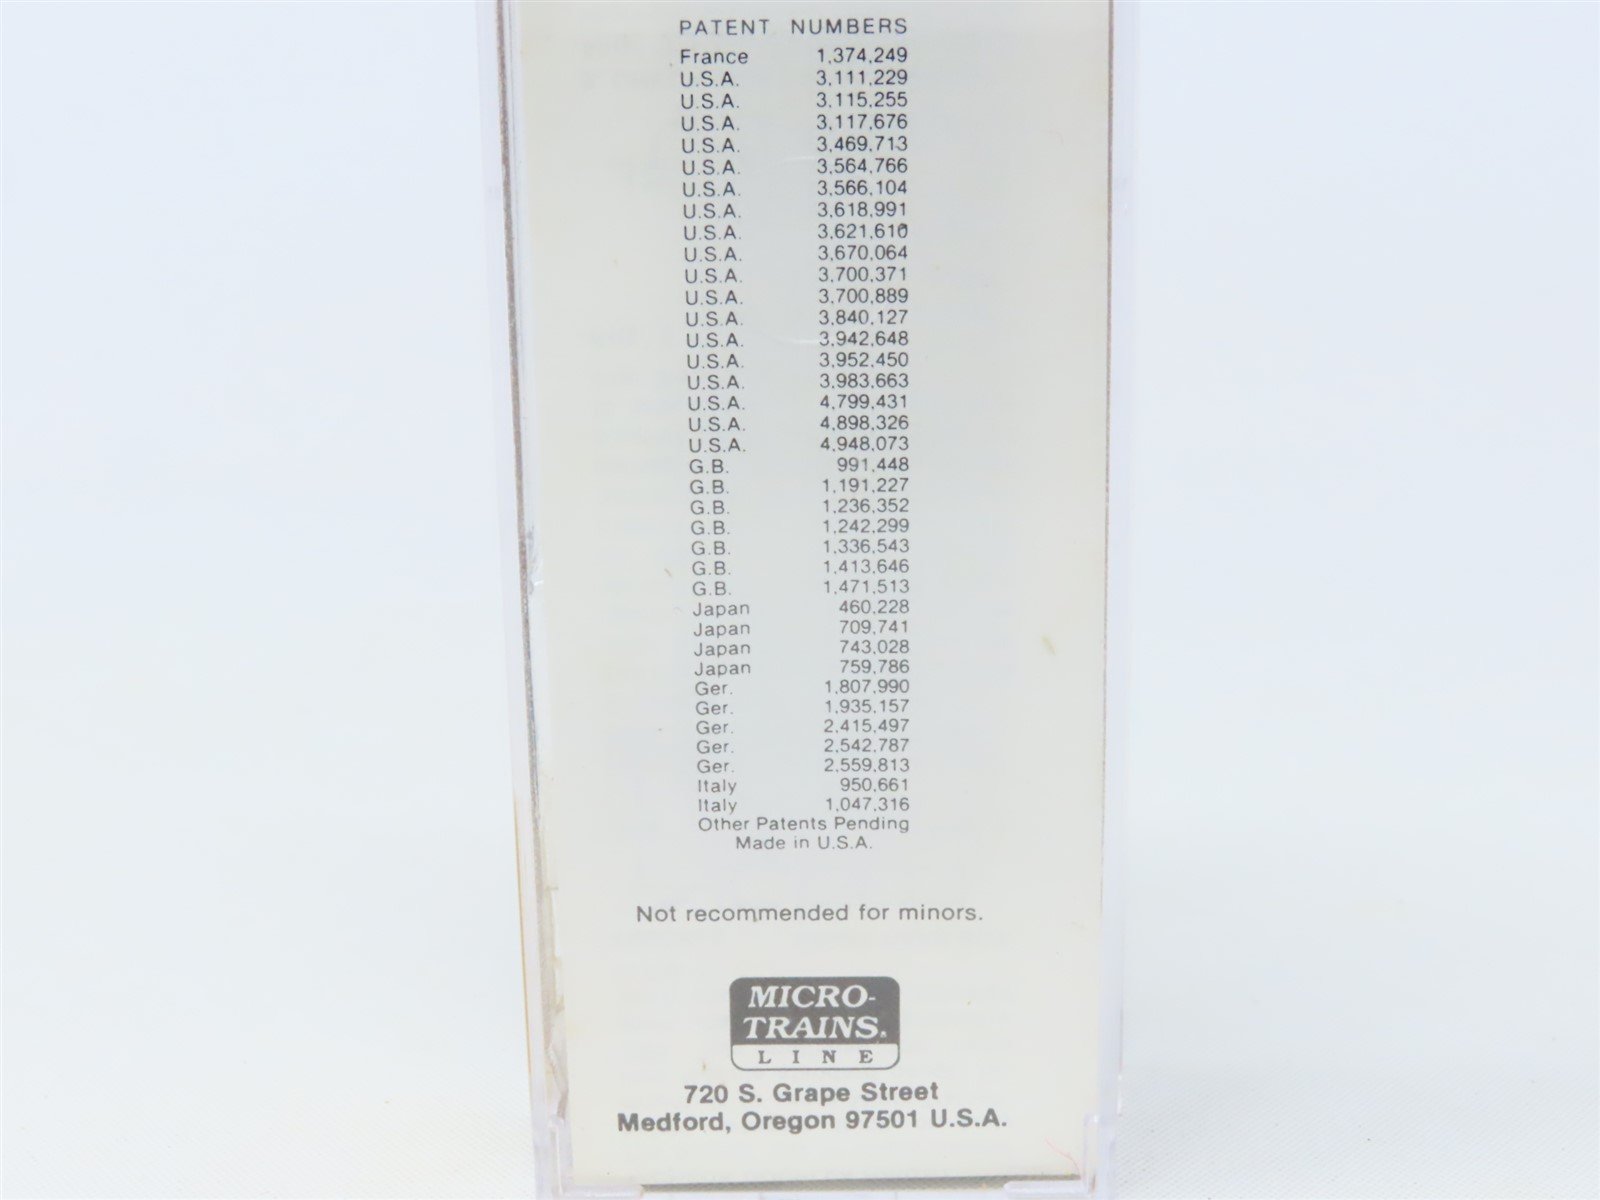 PATENT NUMBERS
France 1,374,249
U.S.A. 3,111,229
U.S.A. 3,115,255
U.S.A. 3,117,676
U.S.A. 3,469,713
U.S.A. 3,564,766
U.S.A. 3,566,104
U.S.A. 3,618,991
U.S.A. 3,621,610
U.S.A. 3,670,064
U.S.A. 3,700,371
U.S.A. 3,700,889
U.S.A. 3,840,127
U.S.A. 3,942,648
U.S.A. 3,952,450
U.S.A. 3,983,663
U.S.A. 4,799,431
U.S.A. 4,898,326
U.S.A. 4,948,073
G.B. 991,448
G.B. 1,191,227
G.B. 1,236,352
G.B. 1,242,299
G.B. 1,336,543
G.B. 1,413,646
G.B. 1,471,513
Japan 460,228
Japan 709,741
Japan 743,028
Japan 759,786
Ger. 1,807,990
Ger. 1,935,157
Ger. 2,415,497
Ger. 2,542,787
Ger. 2,559,813
Italy 950,661
Italy 1,047,316
Other Patents Pending
Made in U.S.A.
Not recommended for minors.
MICRO-
TRAINS®
LINE
720 S. Grape Street
Medford, Oregon 97501 U.S.A.